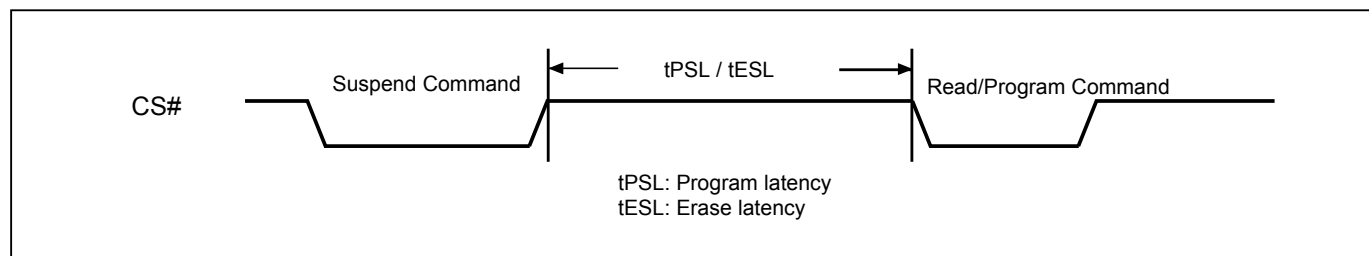 tPSL / tESL
Suspend Command
Read/Program Command
CS#
tPSL: Program latency
tESL: Erase latency